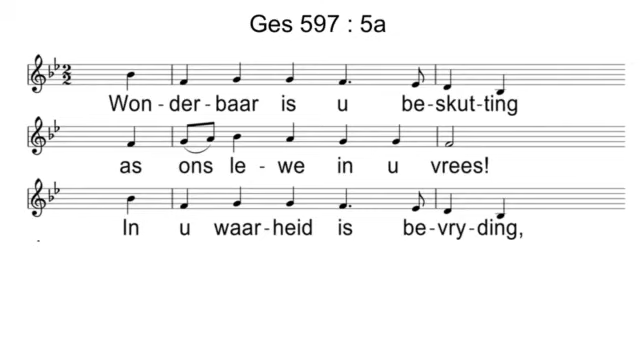 Ges 597 : 5a
Won - der - baar is u be - skut - ting
as ons le - we in u vrees!
In u waar - heid is be - vry - ding,